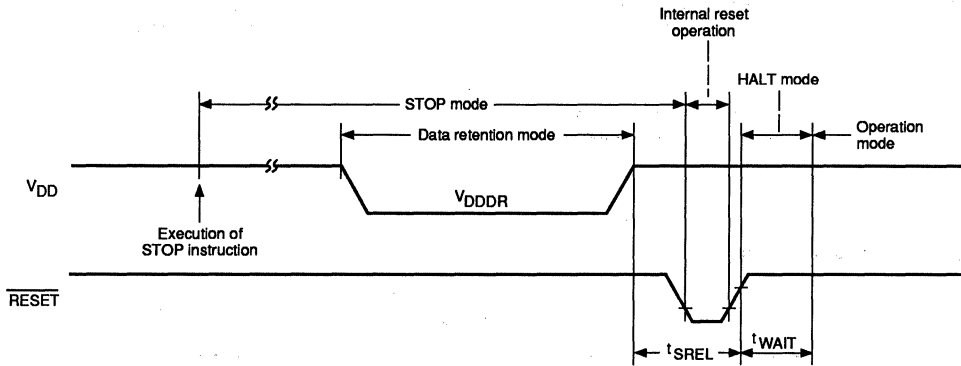 Internal reset
operation
HALT mode
STOP mode
Data retention mode
Operation
mode
VDD
VDDDR
Execution of
STOP instruction
RESET
tSREL
tWAIT